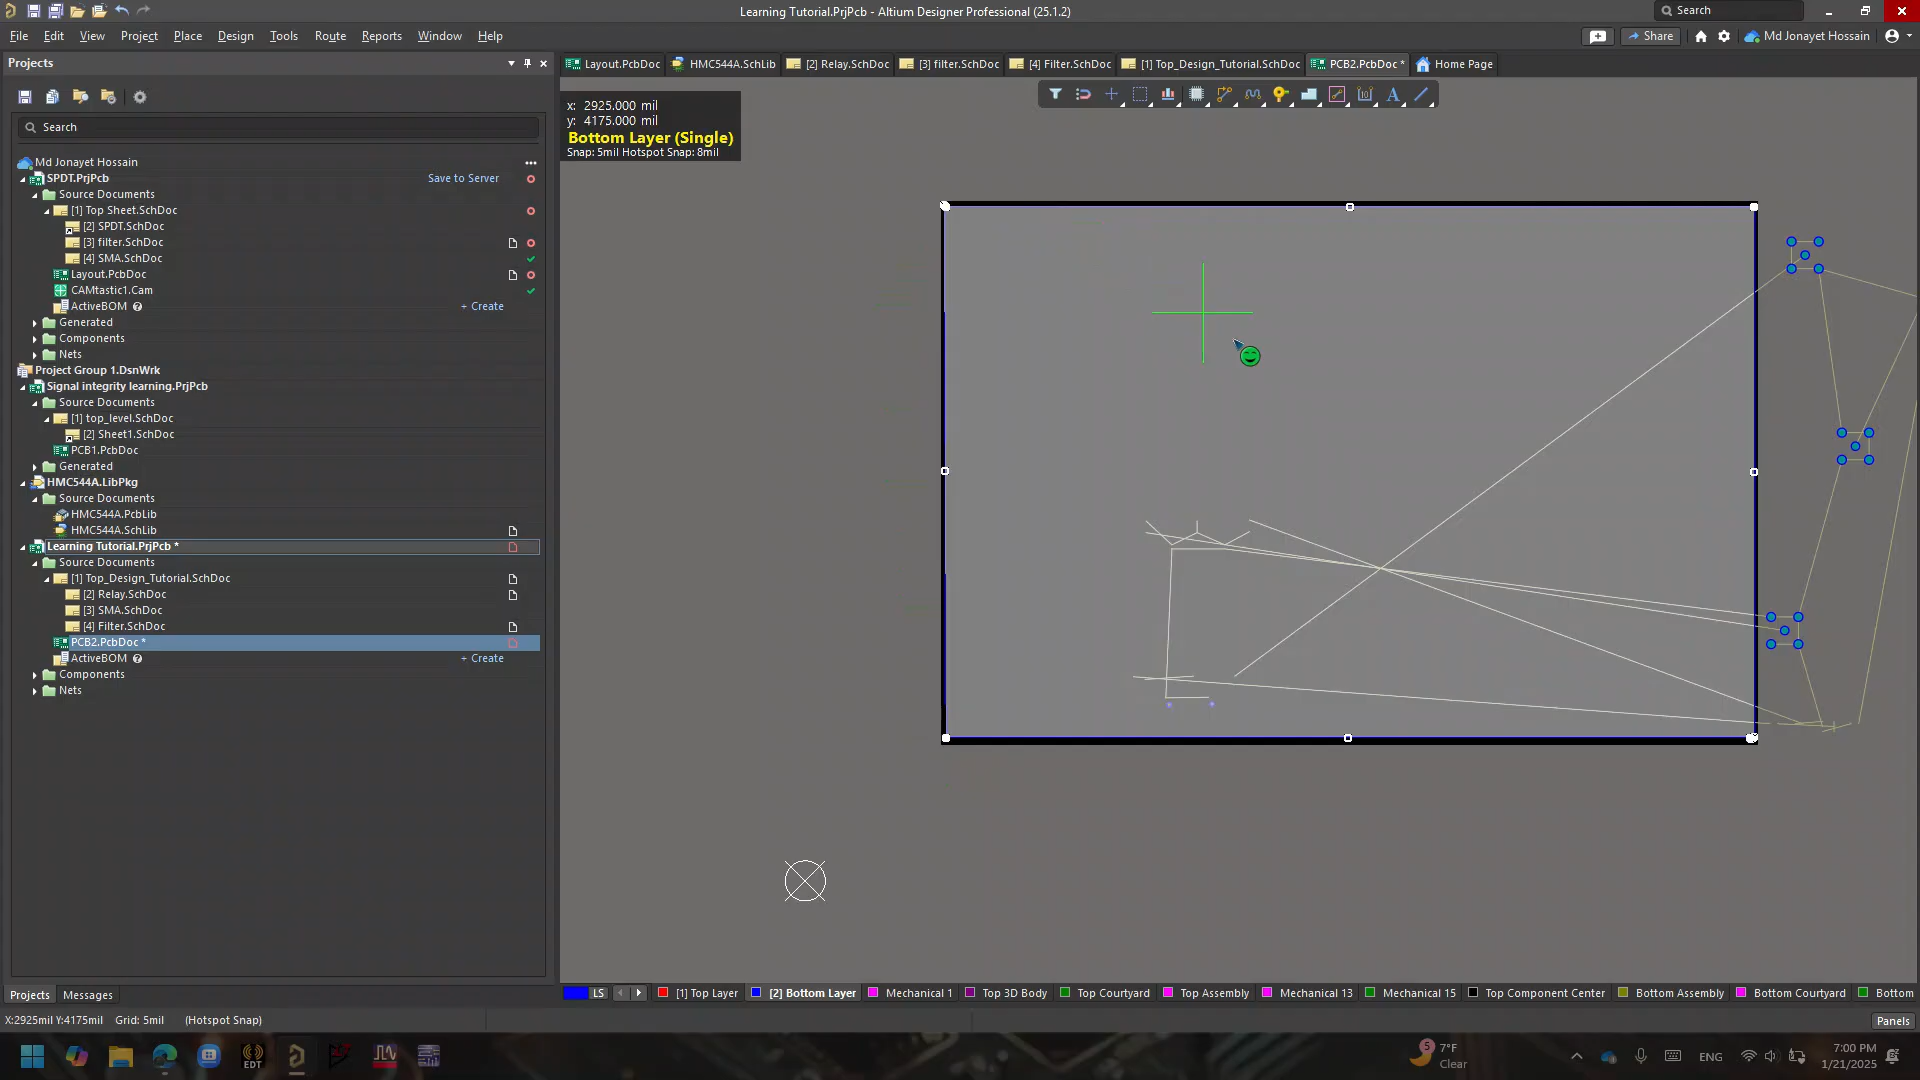 Learning Tutorial.PrjPcb - Altium Designer Professional (25.1.2)
Search
File Edit View Project Place Design Tools Route Reports Window Help
Share
Md Jonayet Hossain
Projects
Layout.PcbDoc
HMC544A.SchLib
[2] Relay.SchDoc
[3] filter.SchDoc
[4] Filter.SchDoc
[1] Top_Design_Tutorial.SchDoc
PCB2.PcbDoc *
Home Page
x: 2925.000 mil
y: 4175.000 mil
Bottom Layer (Single)
Snap: 5mil Hotspot Snap: 8mil
Search
Md Jonayet Hossain
SPDT.PrjPcb Save to Server
Source Documents
[1] Top Sheet.SchDoc
[2] SPDT.SchDoc
[3] filter.SchDoc
[4] SMA.SchDoc
Layout.PcbDoc
CAMtastic1.Cam
ActiveBOM + Create
Generated
Components
Nets
Project Group 1.DsnWrk
Signal integrity learning.PrjPcb
Source Documents
[1] top_level.SchDoc
[2] Sheet1.SchDoc
PCB1.PcbDoc
Generated
HMC544A.LibPkg
Source Documents
HMC544A.PcbLib
HMC544A.SchLib
Learning Tutorial.PrjPcb *
Source Documents
[1] Top_Design_Tutorial.SchDoc
[2] Relay.SchDoc
[3] SMA.SchDoc
[4] Filter.SchDoc
PCB2.PcbDoc *
ActiveBOM + Create
Components
Nets
Projects Messages
LS [1] Top Layer [2] Bottom Layer Mechanical 1 Top 3D Body Top Courtyard Top Assembly Mechanical 13 Mechanical 15 Top Component Center Bottom Assembly Bottom Courtyard Bottom
X:2925mil Y:4175mil Grid: 5mil (Hotspot Snap)
Panels
EDT
5
7°F
Clear
ENG
7:00 PM
1/21/2025